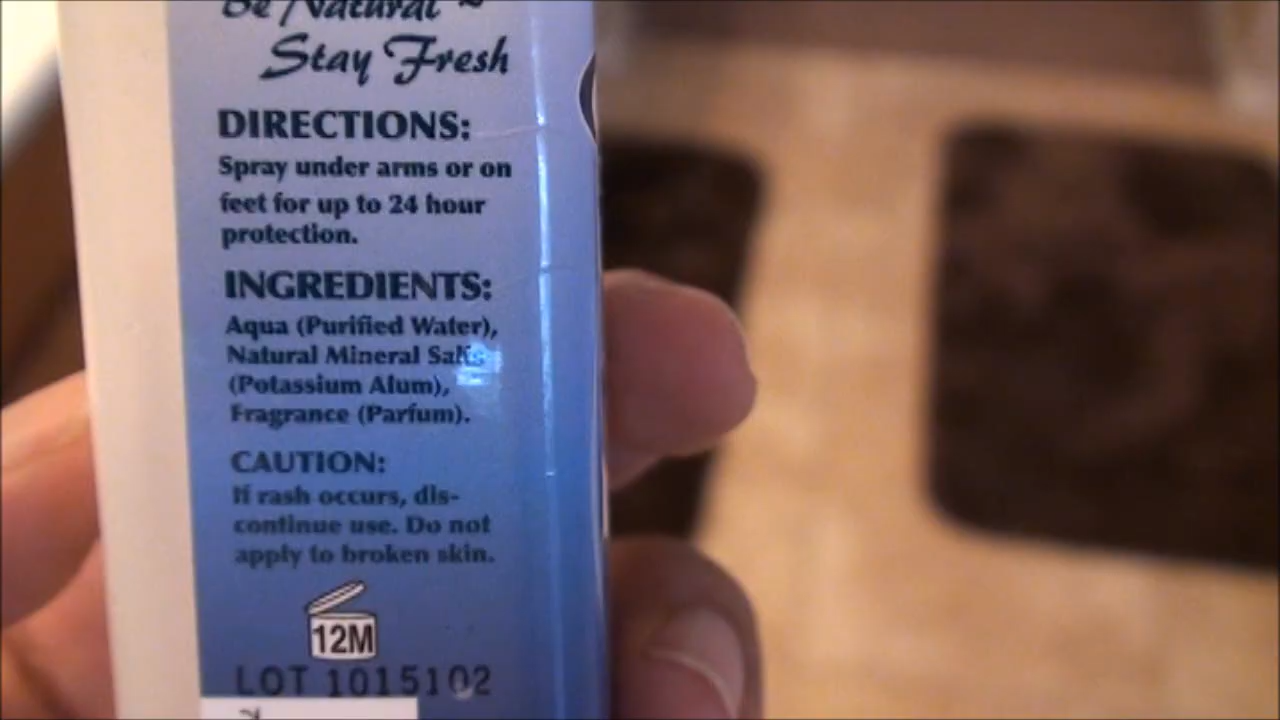 Be Natural ~
Stay Fresh
DIRECTIONS:
Spray under arms or on
feet for up to 24 hour
protection.
INGREDIENTS:
Aqua (Purified Water),
Natural Mineral Salts
(Potassium Alum),
Fragrance (Parfum).
CAUTION:
If rash occurs, dis-
continue use. Do not
apply to broken skin.
12M
LOT 1015102